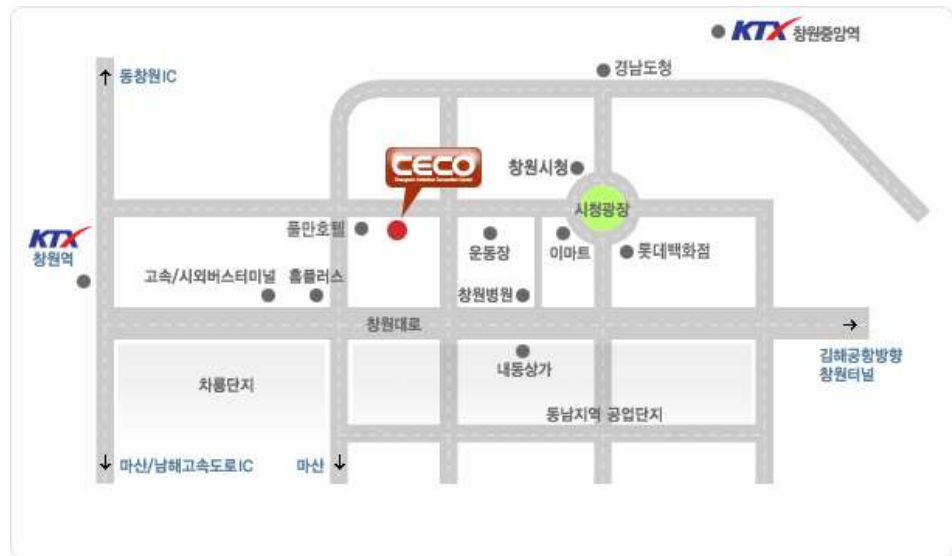 KTX 창원중앙역
경남도청
동창원IC
CECO
창원시청
시청광장
풀만호텔
운동장
이마트
롯데백화점
KTX
창원역
고속/시외버스터미널
홈플러스
창원병원
창원대로
김해공항방향
창원터널
내동상가
차룡단지
동남지역 공업단지
마산/남해고속도로IC
마산